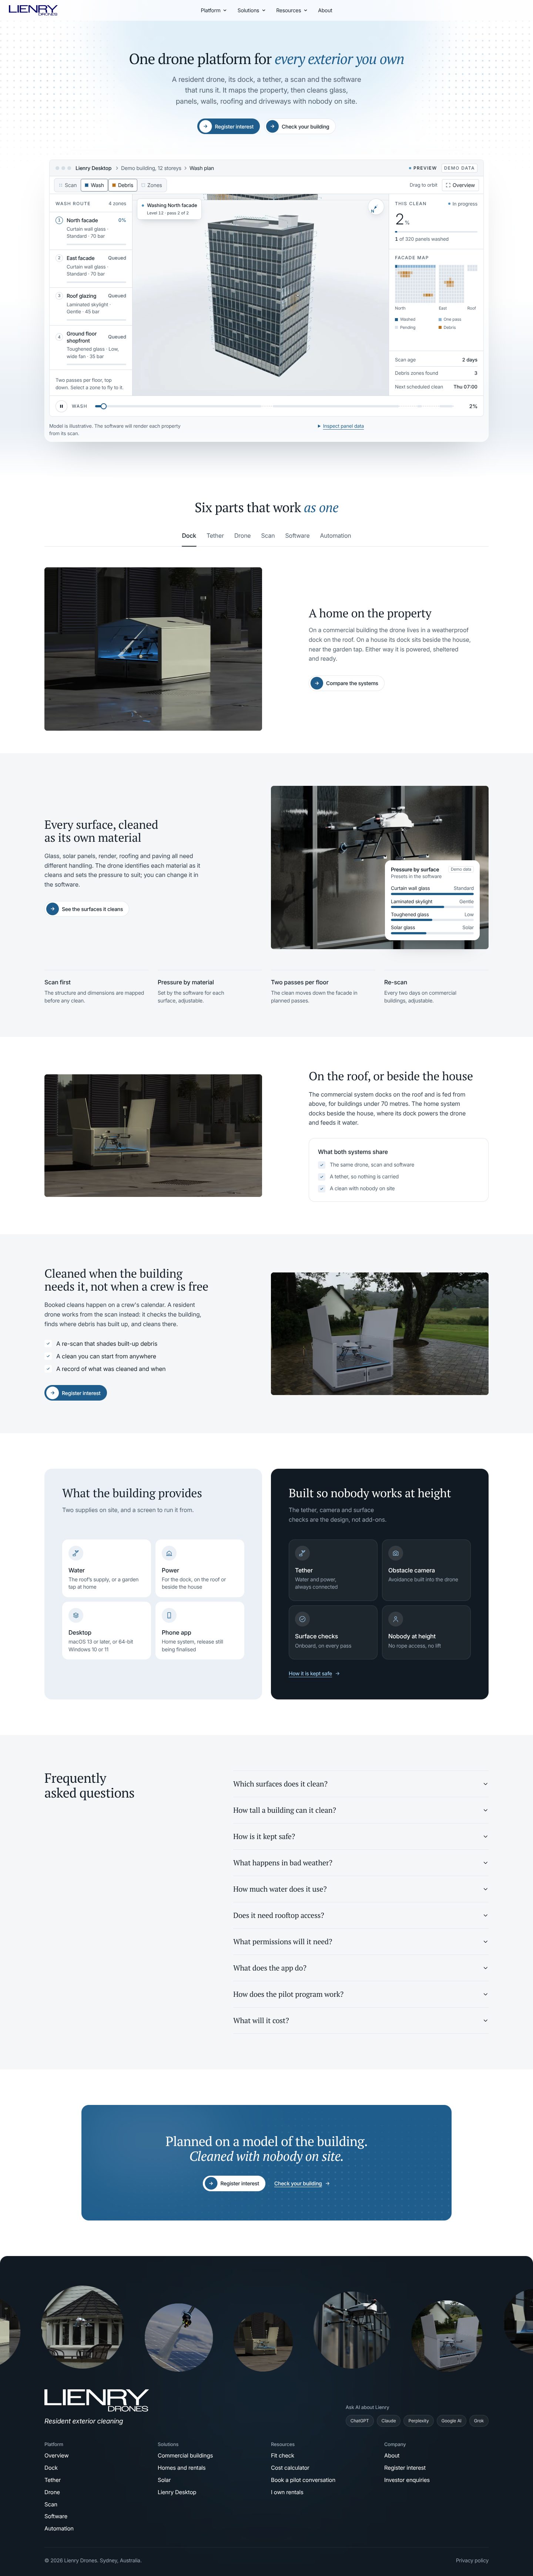 LIENRY
DRONES
Platform
Solutions
Resources
About
One drone platform for every exterior you own
A resident drone, its dock, a tether, a scan and the software
that run it. It maps the property, then cleans glass,
panels, walls, roofing and driveways with nobody on site.
Register interest
Check your building
Lienry Desktop > Demo building, 12 storeys > Wash plan
PREVIEW
DEMO DATA
Scan
Wash
Debris
Zones
Drag to orbit
Overview
WASH ROUTE
4 zones
1
North facade
0%
Curtain wall glass ·
Standard · 70 bar
2
East facade
Queued
Curtain wall glass ·
Standard · 70 bar
3
Roof glazing
Queued
Laminated skylight ·
Gentle · 45 bar
4
Ground floor
shopfront
Queued
Toughened glass · Low,
wide fan · 35 bar
Two passes per floor, top
down. Select a zone to fly to it.
Washing North facade
Level 13 · pass 2 of 2
N
THIS CLEAN
In progress
2%
1 of 320 panels washed
FACADE MAP
North
East
Roof
Washed
One pass
Pending
Debris
Scan age
2 days
Debris zones found
3
Next scheduled clean
Thu 07:00
WASH
2%
Model is illustrative. The software will render each property
from its scan.
Inspect panel data
Six parts that work as one
Dock
Tether
Drone
Scan
Software
Automation
A home on the property
On a commercial building the drone lives in a weatherproof
dock on the roof. On a house its dock sits beside the house,
near the garden tap. Either way it is powered, sheltered
and ready.
Compare the systems
Every surface, cleaned
as its own material
Glass, solar panels, render, roofing and paving all need
different handling. The drone identifies each material as it
scans and sets the pressure to suit; you can change it in
the software.
See the surfaces it cleans
Pressure by surface
Demo data
Presets in the software
Curtain wall glass
Standard
Laminated skylight
Gentle
Toughened glass
Low
Solar glass
Solar
Scan first
The structure and dimensions are mapped
before any clean.
Pressure by material
Set by the software for each
surface, adjustable.
Two passes per floor
The clean moves down the facade in
planned passes.
Re-scan
Every two days on commercial
buildings, adjustable.
On the roof, or beside the house
The commercial system docks on the roof and is fed from
above, for buildings under 70 metres. The home system
docks beside the house, where its dock powers the drone
and feeds it water.
What both systems share
The same drone, scan and software
A tether, so nothing is carried
A clean with nobody on site
Cleaned when the building
needs it, not when a crew is free
Booked cleans happen on a crew's calendar. A resident
drone works from the scan instead: it checks the building,
finds where debris has built up, and cleans there.
A re-scan that shades built-up debris
A clean you can start from anywhere
A record of what was cleaned and when
Register interest
What the building provides
Two supplies on site, and a screen to run it from.
Water
The roof's supply, or a garden
tap at home
Power
For the dock, on the roof or
beside the house
Desktop
macOS 13 or later, or 64-bit
Windows 10 or 11
Phone app
Home system, release still
being finalised
Built so nobody works at height
The tether, camera and surface
checks are the design, not add-ons.
Tether
Water and power,
always connected
Obstacle camera
Avoidance built into the drone
Surface checks
Onboard, on every pass
Nobody at height
No rope access, no lift
How it is kept safe
Frequently
asked questions
Which surfaces does it clean?
How tall a building can it clean?
How is it kept safe?
What happens in bad weather?
How much water does it use?
Does it need rooftop access?
What permissions will it need?
What does the app do?
How does the pilot program work?
What will it cost?
Planned on a model of the building.
Cleaned with nobody on site.
Register interest
Check your building
LIENRY
DRONES
Resident exterior cleaning
Ask AI about Lienry
ChatGPT
Claude
Perplexity
Google AI
Grok
Platform
Overview
Dock
Tether
Drone
Scan
Software
Automation
Solutions
Commercial buildings
Homes and rentals
Solar
Lienry Desktop
Resources
Fit check
Cost calculator
Book a pilot conversation
I own rentals
Company
About
Register interest
Investor enquiries
© 2026 Lienry Drones. Sydney, Australia.
Privacy policy